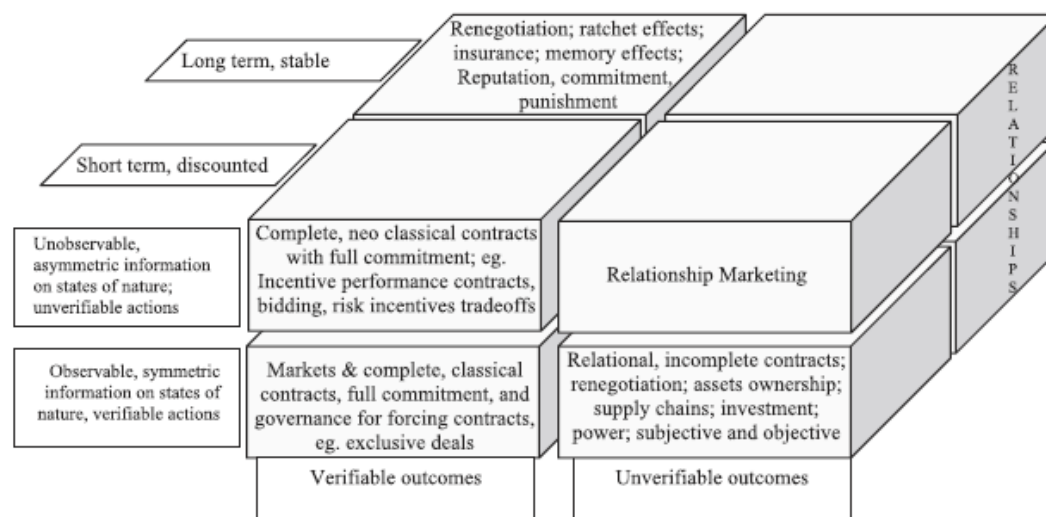 Long term, stable
Renegotiation; ratchet effects;
insurance; memory effects;
Reputation, commitment,
punishment
RELATIONSHIPS
Short term, discounted
Unobservable,
asymmetric information
on states of nature;
unverifiable actions
Complete, neo classical contracts
with full commitment; eg.
Incentive performance contracts,
bidding, risk incentives tradeoffs
Relationship Marketing
Observable, symmetric
information on states of
nature, verifiable actions
Markets & complete, classical
contracts, full commitment, and
governance for forcing contracts,
eg. exclusive deals
Relational, incomplete contracts;
renegotiation; assets ownership;
supply chains; investment;
power; subjective and objective
Verifiable outcomes
Unverifiable outcomes